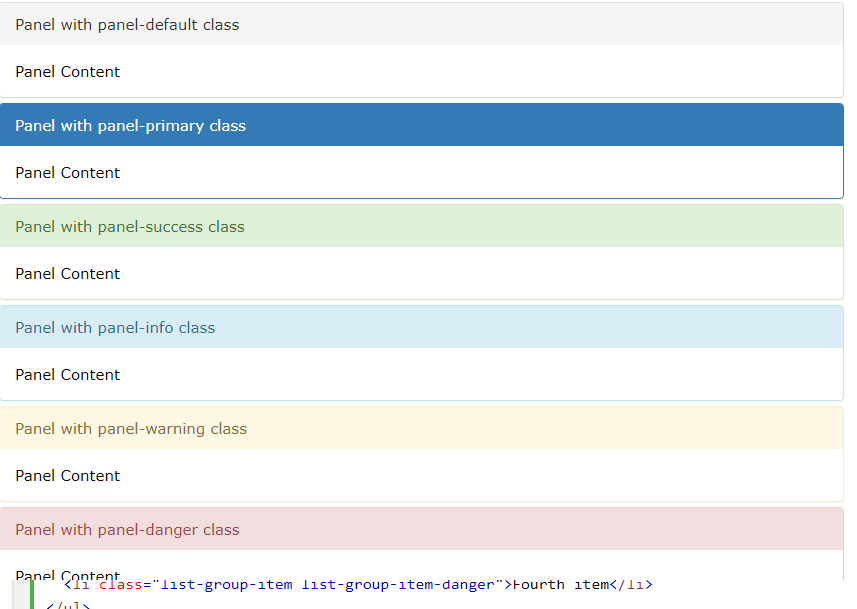 Panel with panel-default class
Panel Content
Panel with panel-primary class
Panel Content
Panel with panel-success class
Panel Content
Panel with panel-info class
Panel Content
Panel with panel-warning class
Panel Content
Panel with panel-danger class
Panel Content
<li class="list-group-item list-group-item-danger">Fourth item</li>
</ul>